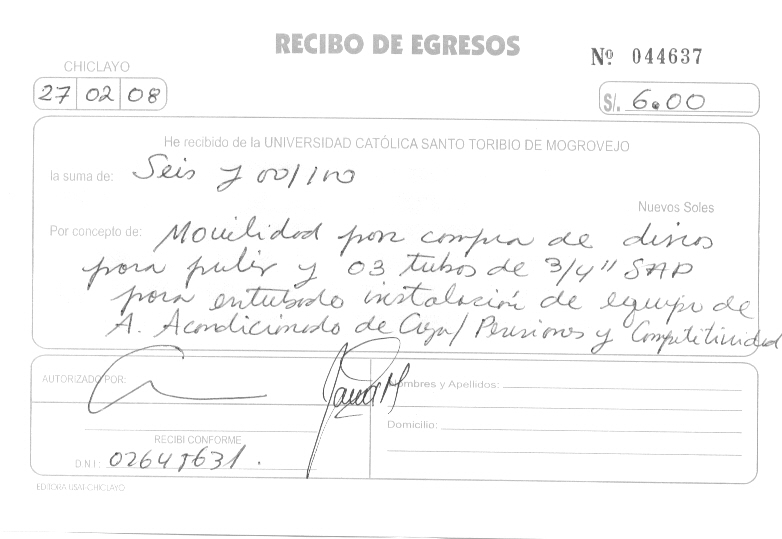 RECIBO DE EGRESOS
Nº 044637
CHICLAYO
27 02 08
S/. 6.00
He recibido de la UNIVERSIDAD CATÓLICA SANTO TORIBIO DE MOGROVEJO
la suma de: Seis y 00/100
Nuevos Soles
Por concepto de: Movilidad por compra de discos
para pulir y 03 tubos de 3/4" SAP
para entubado instalación de equipo de
A. Acondicionado de Caja/ Pensiones y Competitividad
AUTORIZADO POR:
Nombres y Apellidos:
Domicilio:
RECIBI CONFORME
D.N.I: 02645631.
EDITORA USAT-CHICLAYO